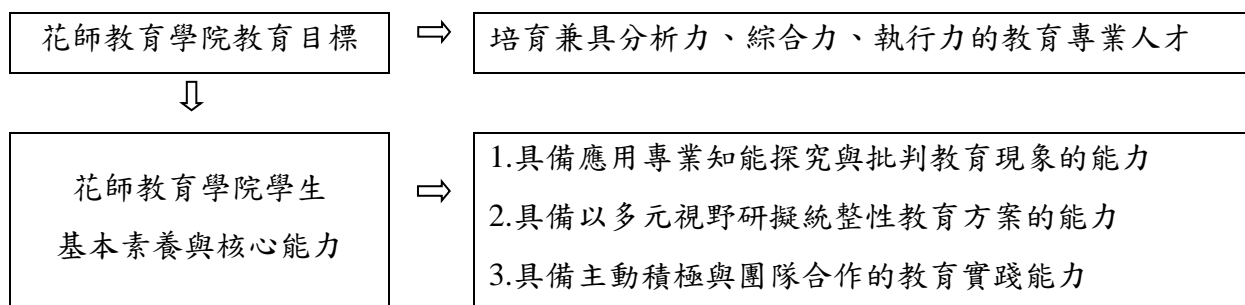 花師教育學院教育目標
培育兼具分析力、綜合力、執行力的教育專業人才
花師教育學院學生
基本素養與核心能力
1.具備應用專業知能探究與批判教育現象的能力
2.具備以多元視野研擬統整性教育方案的能力
3.具備主動積極與團隊合作的教育實踐能力